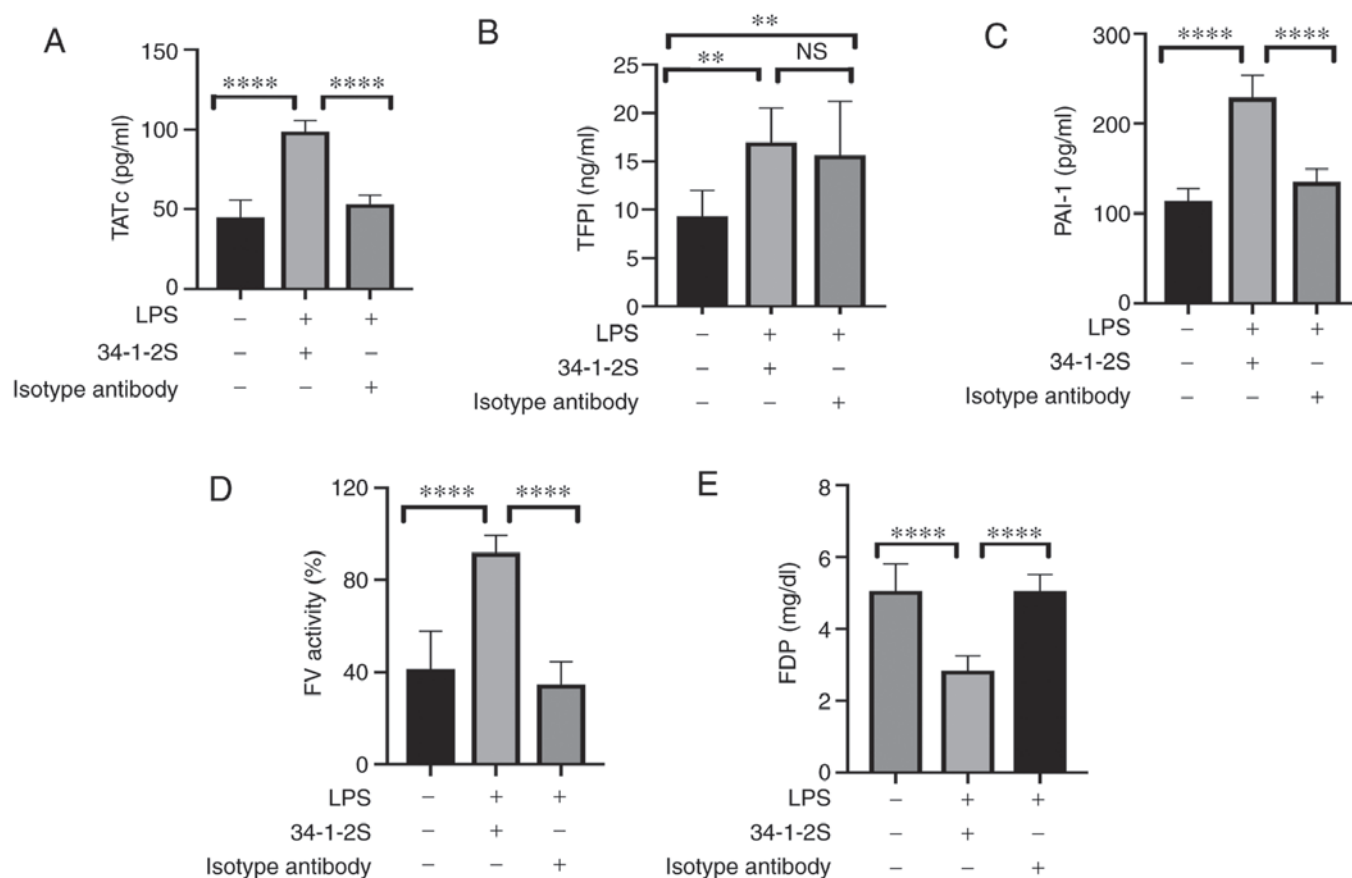 A
150
100
50
0
TATc (pg/ml)
**** ****
LPS – + +
34-1-2S – + –
Isotype antibody – – +
B
**
** NS
25
20
15
10
5
0
TFPI (ng/ml)
LPS – + +
34-1-2S – + –
Isotype antibody – – +
C
300
200
100
0
PAI-1 (pg/ml)
**** ****
LPS – + +
34-1-2S – + –
Isotype antibody – – +
D
120
80
40
0
FV activity (%)
**** ****
LPS – + +
34-1-2S – + –
Isotype antibody – – +
E
8
6
4
2
0
FDP (mg/dl)
**** ****
LPS – + +
34-1-2S – + –
Isotype antibody – – +